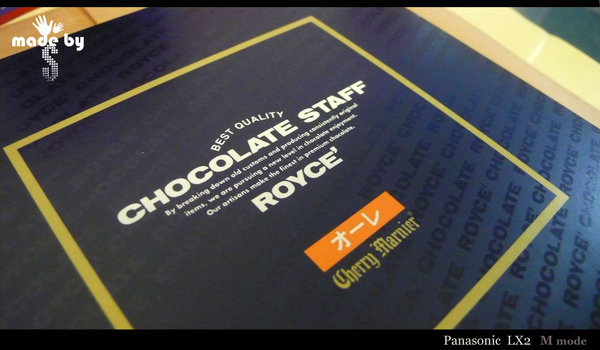 made by
S
BEST QUALITY
CHOCOLATE STAFF
By breaking down old customs and producing consistently original
items, we are pursuing a new level in chocolate enjoyment.
Our artisans make the finest in premium chocolate.
ROYCE'
オーレ
Cherry Marnier
Panasonic LX2 M mode